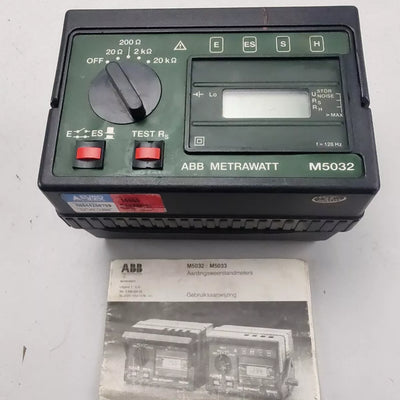 200 Ω
20 Ω 2 kΩ
OFF 20 kΩ
E ES S H
Lo
STÖR
NOISE
U
R S
R H
> MAX
E ES TEST R S
f = 128 Hz
ABB METRAWATT M5032
ABB
M5032 M5033
Aardingsweerstandmeters
Gebruiksaanwijzing